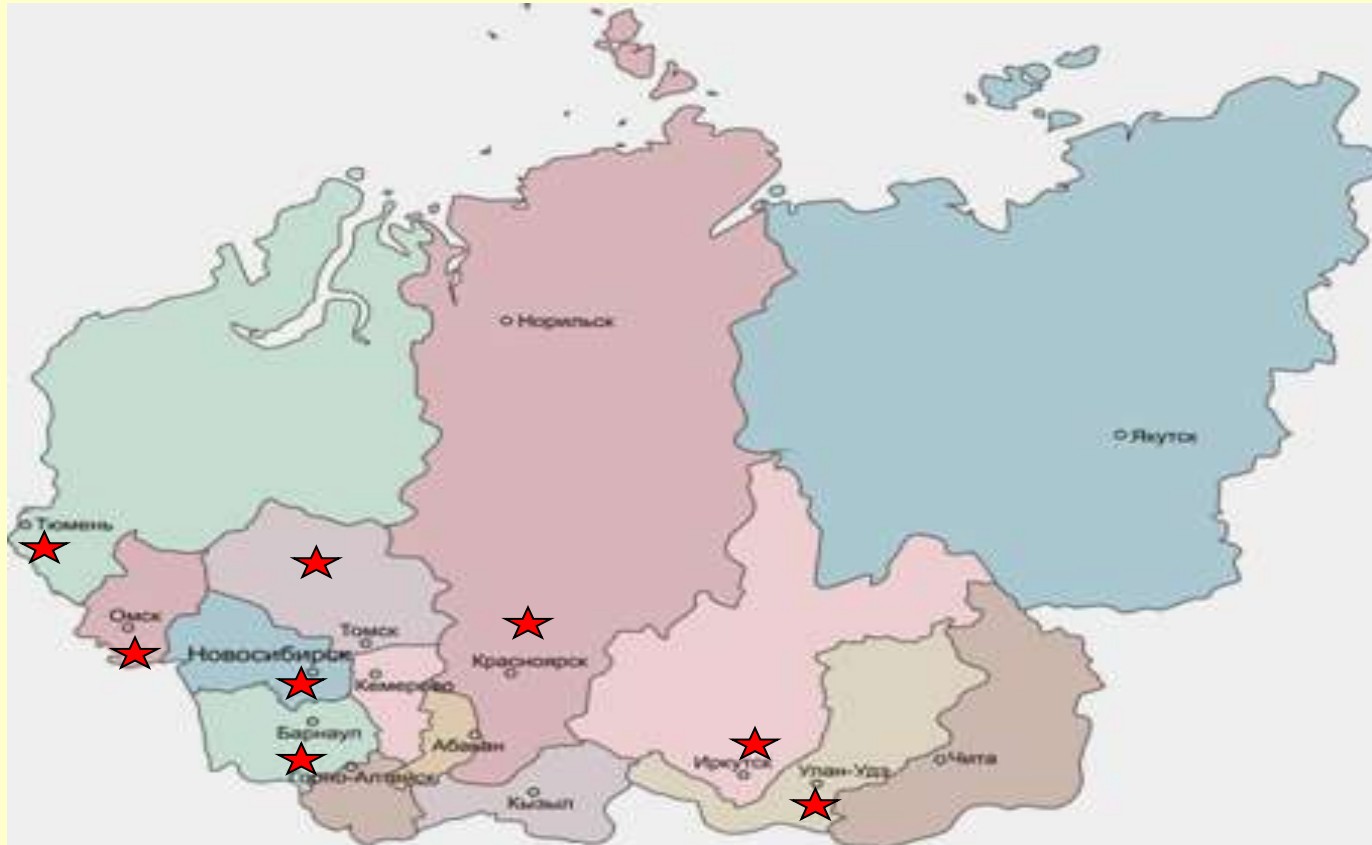 Норильск
Якутск
Тюмень
Омск
Томск
Новосибирск
Красноярск
Кемерово
Барнаул
Абакан
Иркутск
Улан-Удэ
Чита
Горно-Алтайск
Кызыл